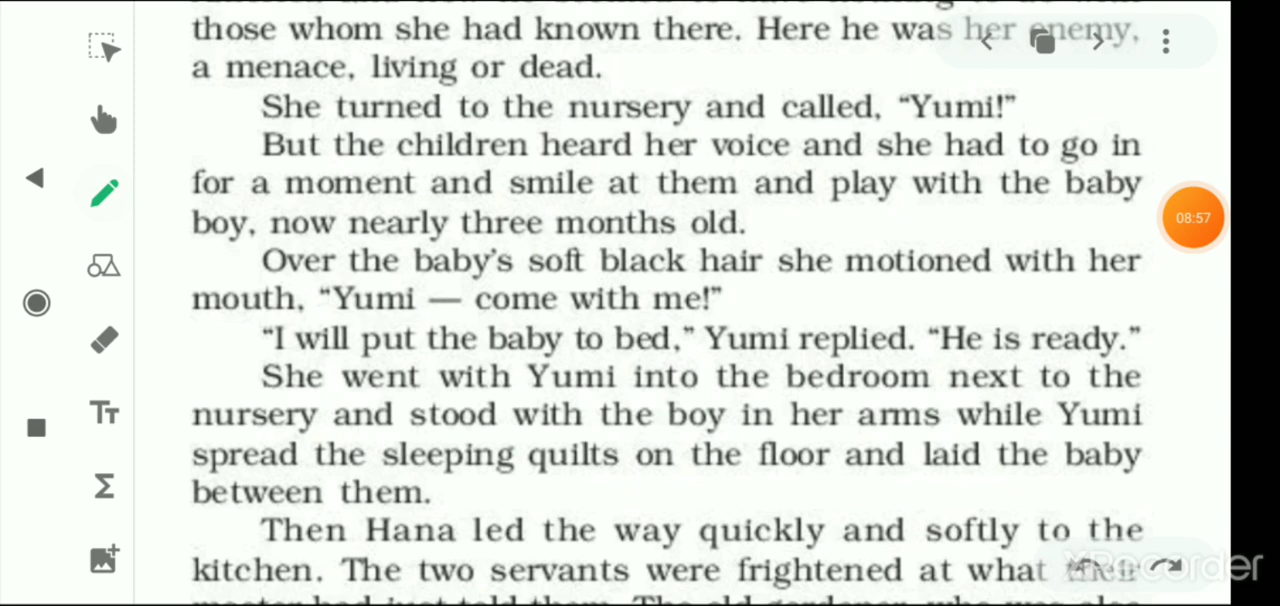 those whom she had known there. Here he was her enemy,
a menace, living or dead.
She turned to the nursery and called, “Yumi!”
But the children heard her voice and she had to go in
for a moment and smile at them and play with the baby
boy, now nearly three months old.
Over the baby’s soft black hair she motioned with her
mouth, “Yumi — come with me!”
“I will put the baby to bed,” Yumi replied. “He is ready.”
She went with Yumi into the bedroom next to the
nursery and stood with the boy in her arms while Yumi
spread the sleeping quilts on the floor and laid the baby
between them.
Then Hana led the way quickly and softly to the
kitchen. The two servants were frightened at what their
08:57
Tт
Σ
XRecorder